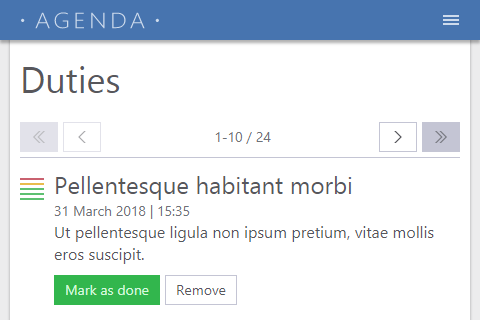 · AGENDA ·
Duties
1-10 / 24
Pellentesque habitant morbi
31 March 2018 | 15:35
Ut pellentesque ligula non ipsum pretium, vitae mollis
eros suscipit.
Mark as done Remove